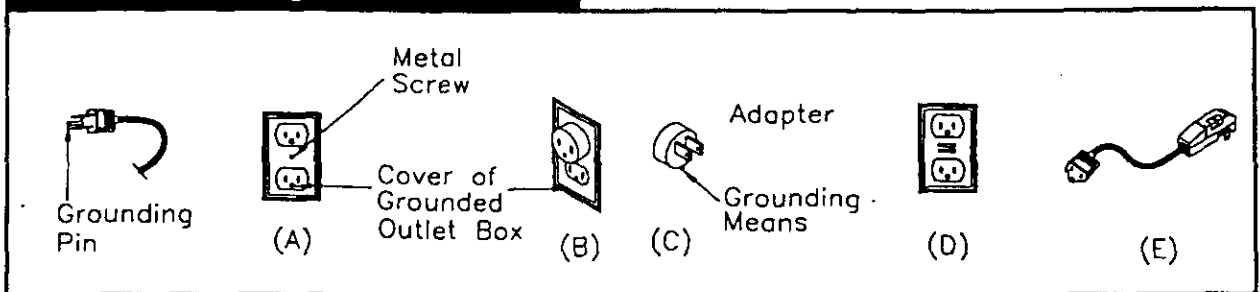 Metal
Screw
Adapter
Grounding
Pin
Cover of
Grounded
Outlet Box
Grounding
Means
(A)
(B)
(C)
(D)
(E)